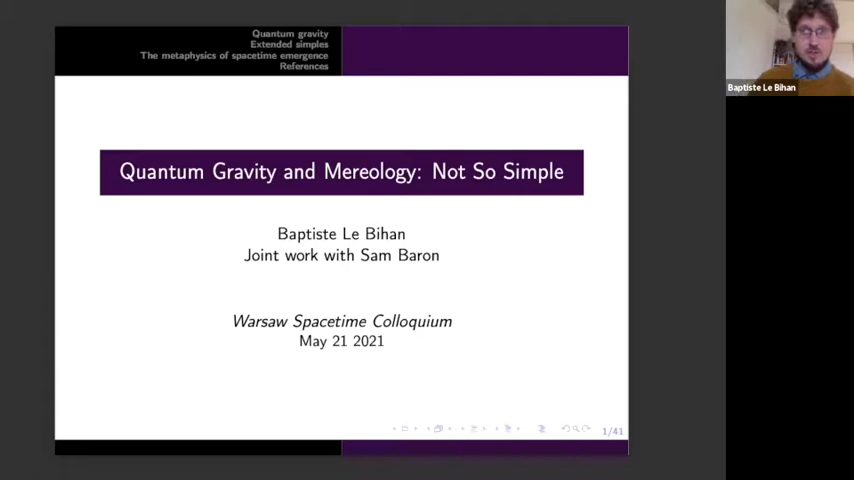 Quantum gravity
Extended simples
The metaphysics of spacetime emergence
References
Quantum Gravity and Mereology: Not So Simple
Baptiste Le Bihan
Joint work with Sam Baron
Warsaw Spacetime Colloquium
May 21 2021
1/41
Baptiste Le Bihan